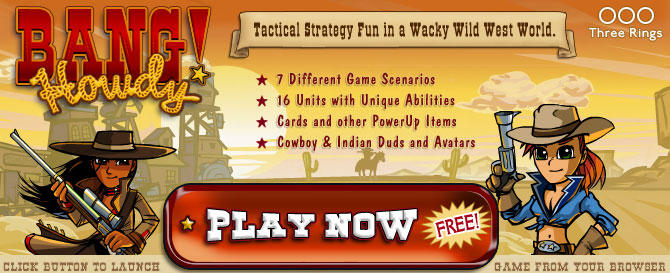 BANG!
Howdy
Tactical Strategy Fun in a Wacky Wild West World.
Three Rings
★ 7 Different Game Scenarios
★ 16 Units with Unique Abilities
★ Cards and other PowerUp Items
★ Cowboy & Indian Duds and Avatars
PLAY NOW
FREE!
CLICK BUTTON TO LAUNCH
GAME FROM YOUR BROWSER